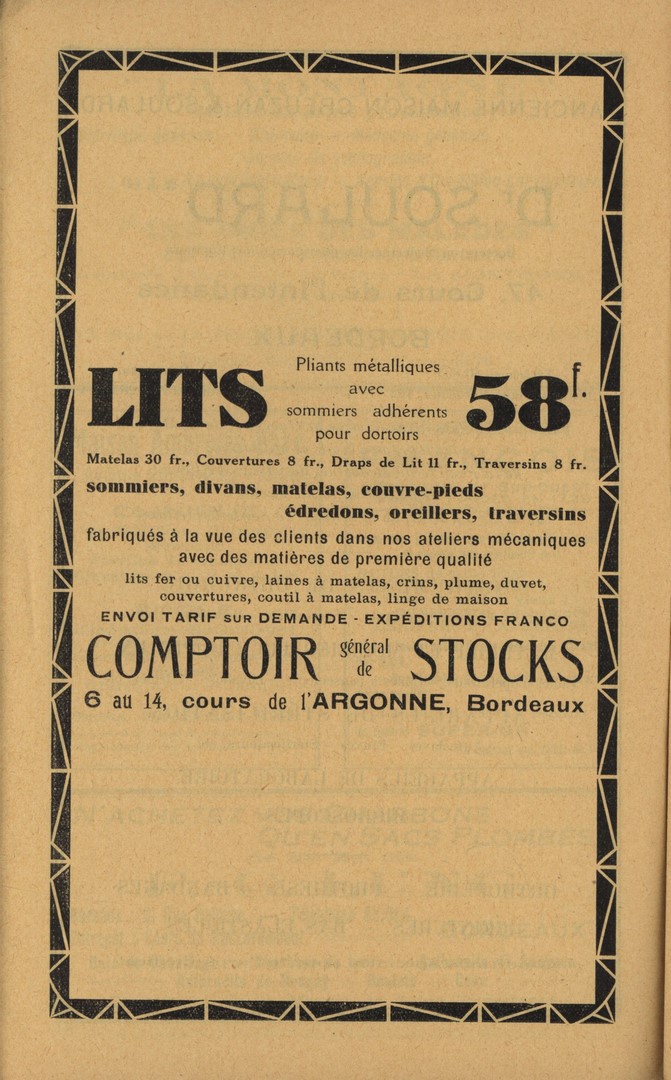 LITS
Pliants métalliques
avec
sommiers adhérents
pour dortoirs
58f.
Matelas 30 fr., Couvertures 8 fr., Draps de Lit 11 fr., Traversins 8 fr.
sommiers, divans, matelas, couvre-pieds
édredons, oreillers, traversins
fabriqués à la vue des clients dans nos ateliers mécaniques
avec des matières de première qualité
lits fer ou cuivre, laines à matelas, crins, plume, duvet,
couvertures, coutil à matelas, linge de maison
ENVOI TARIF SUR DEMANDE - EXPÉDITIONS FRANCO
COMPTOIR général de STOCKS
6 au 14, cours de l'ARGONNE, Bordeaux